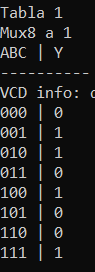 Tabla 1
Mux8 a 1
ABC | Y
----------
VCD info:
000 | 0
001 | 1
010 | 1
011 | 0
100 | 1
101 | 0
110 | 0
111 | 1